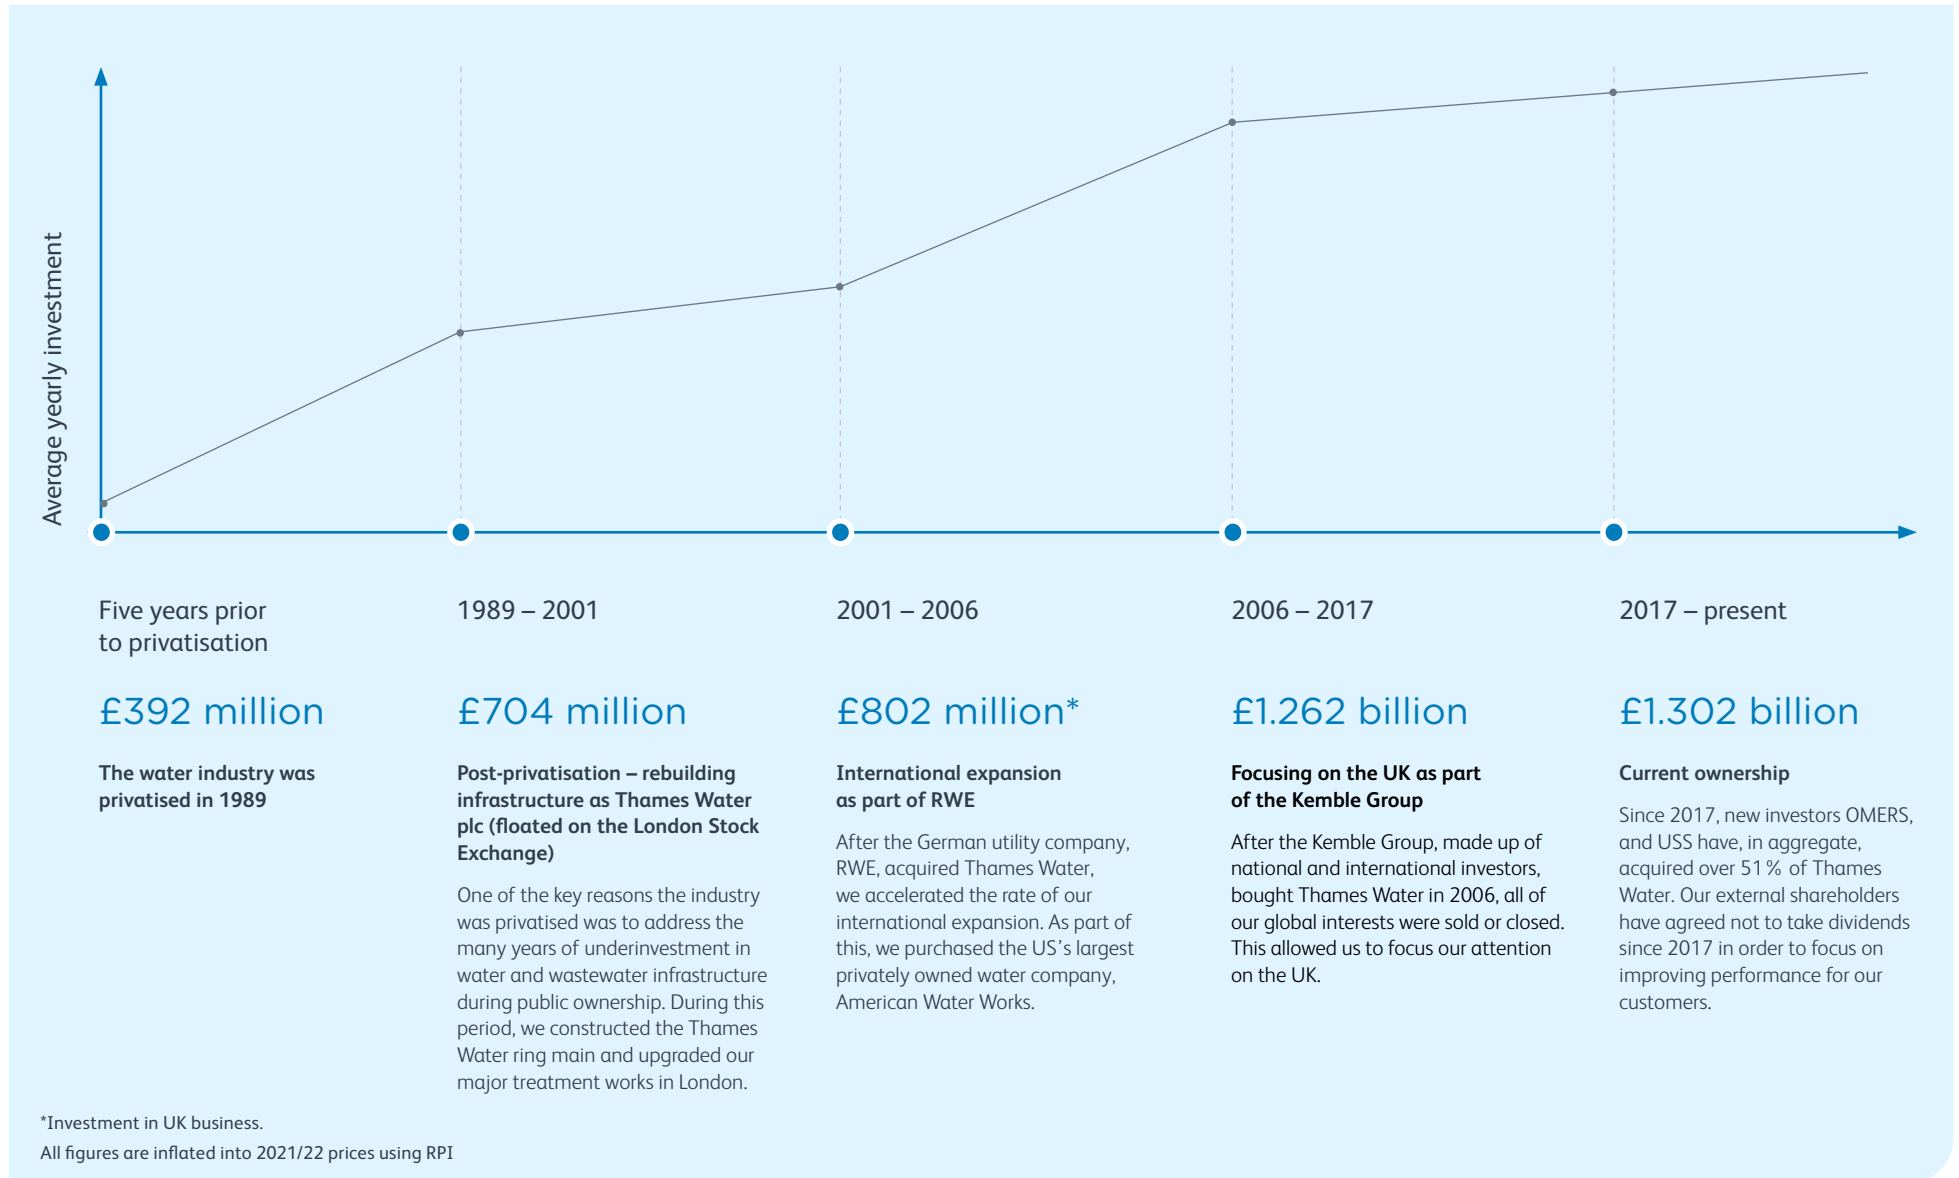 Average yearly investment
Five years prior
to privatisation
£392 million
The water industry was
privatised in 1989
1989 – 2001
£704 million
Post-privatisation – rebuilding
infrastructure as Thames Water
plc (floated on the London Stock
Exchange)
One of the key reasons the industry
was privatised was to address the
many years of underinvestment in
water and wastewater infrastructure
during public ownership. During this
period, we constructed the Thames
Water ring main and upgraded our
major treatment works in London.
2001 – 2006
£802 million*
International expansion
as part of RWE
After the German utility company,
RWE, acquired Thames Water,
we accelerated the rate of our
international expansion. As part of
this, we purchased the US's largest
privately owned water company,
American Water Works.
2006 – 2017
£1.262 billion
Focusing on the UK as part
of the Kemble Group
After the Kemble Group, made up of
national and international investors,
bought Thames Water in 2006, all of
our global interests were sold or closed.
This allowed us to focus our attention
on the UK.
2017 – present
£1.302 billion
Current ownership
Since 2017, new investors OMERS,
and USS have, in aggregate,
acquired over 51% of Thames
Water. Our external shareholders
have agreed not to take dividends
since 2017 in order to focus on
improving performance for our
customers.
*Investment in UK business.
All figures are inflated into 2021/22 prices using RPI